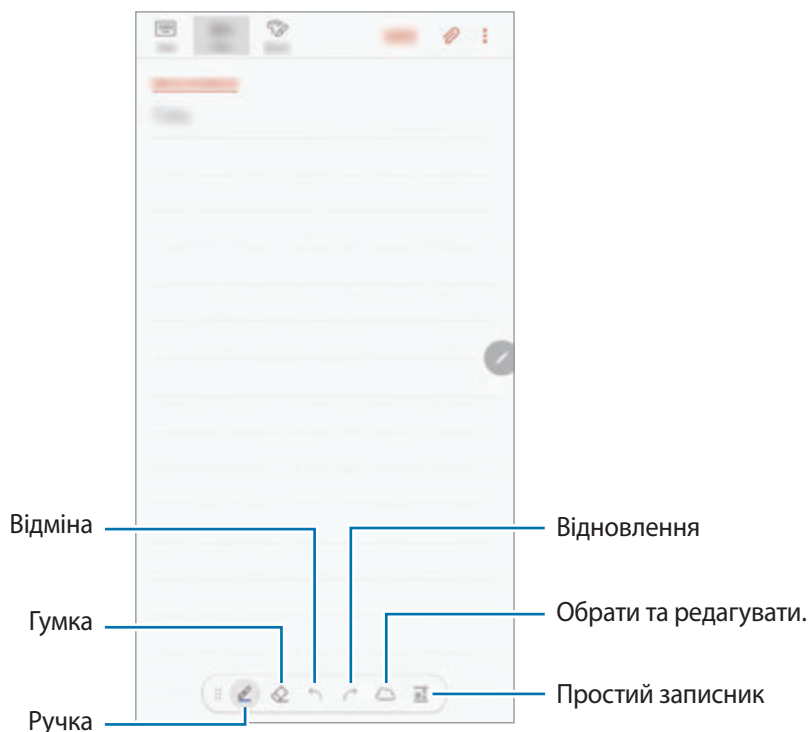 Відміна
Відновлення
Гумка
Обрати та редагувати.
Ручка
Простий записник